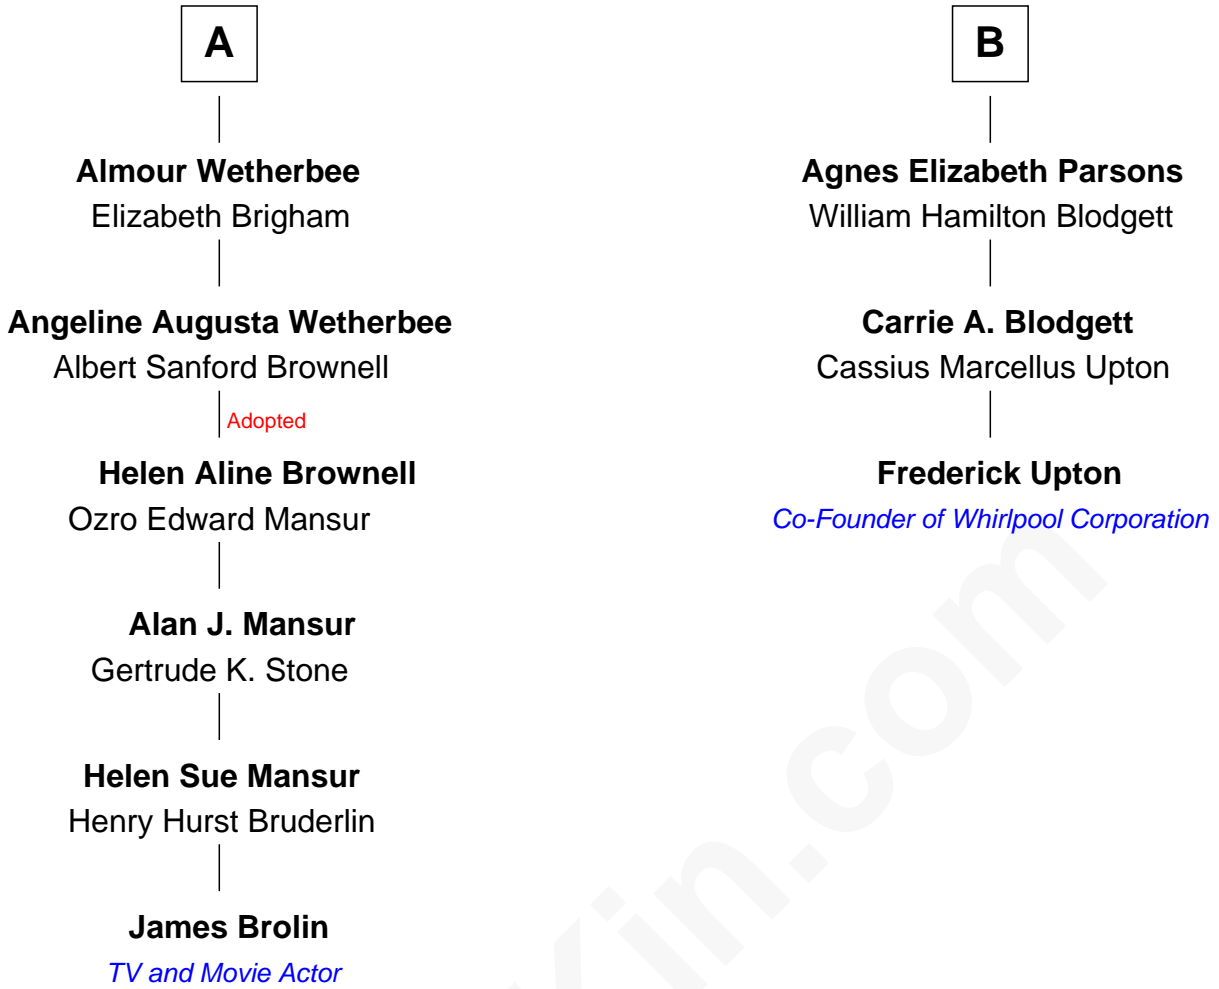 A
Almour Wetherbee
Elizabeth Brigham
Angeline Augusta Wetherbee
Albert Sanford Brownell
Adopted
Helen Aline Brownell
Ozro Edward Mansur
Alan J. Mansur
Gertrude K. Stone
Helen Sue Mansur
Henry Hurst Bruderlin
James Brolin
TV and Movie Actor
B
Agnes Elizabeth Parsons
William Hamilton Blodgett
Carrie A. Blodgett
Cassius Marcellus Upton
Frederick Upton
Co-Founder of Whirlpool Corporation
Kin.com